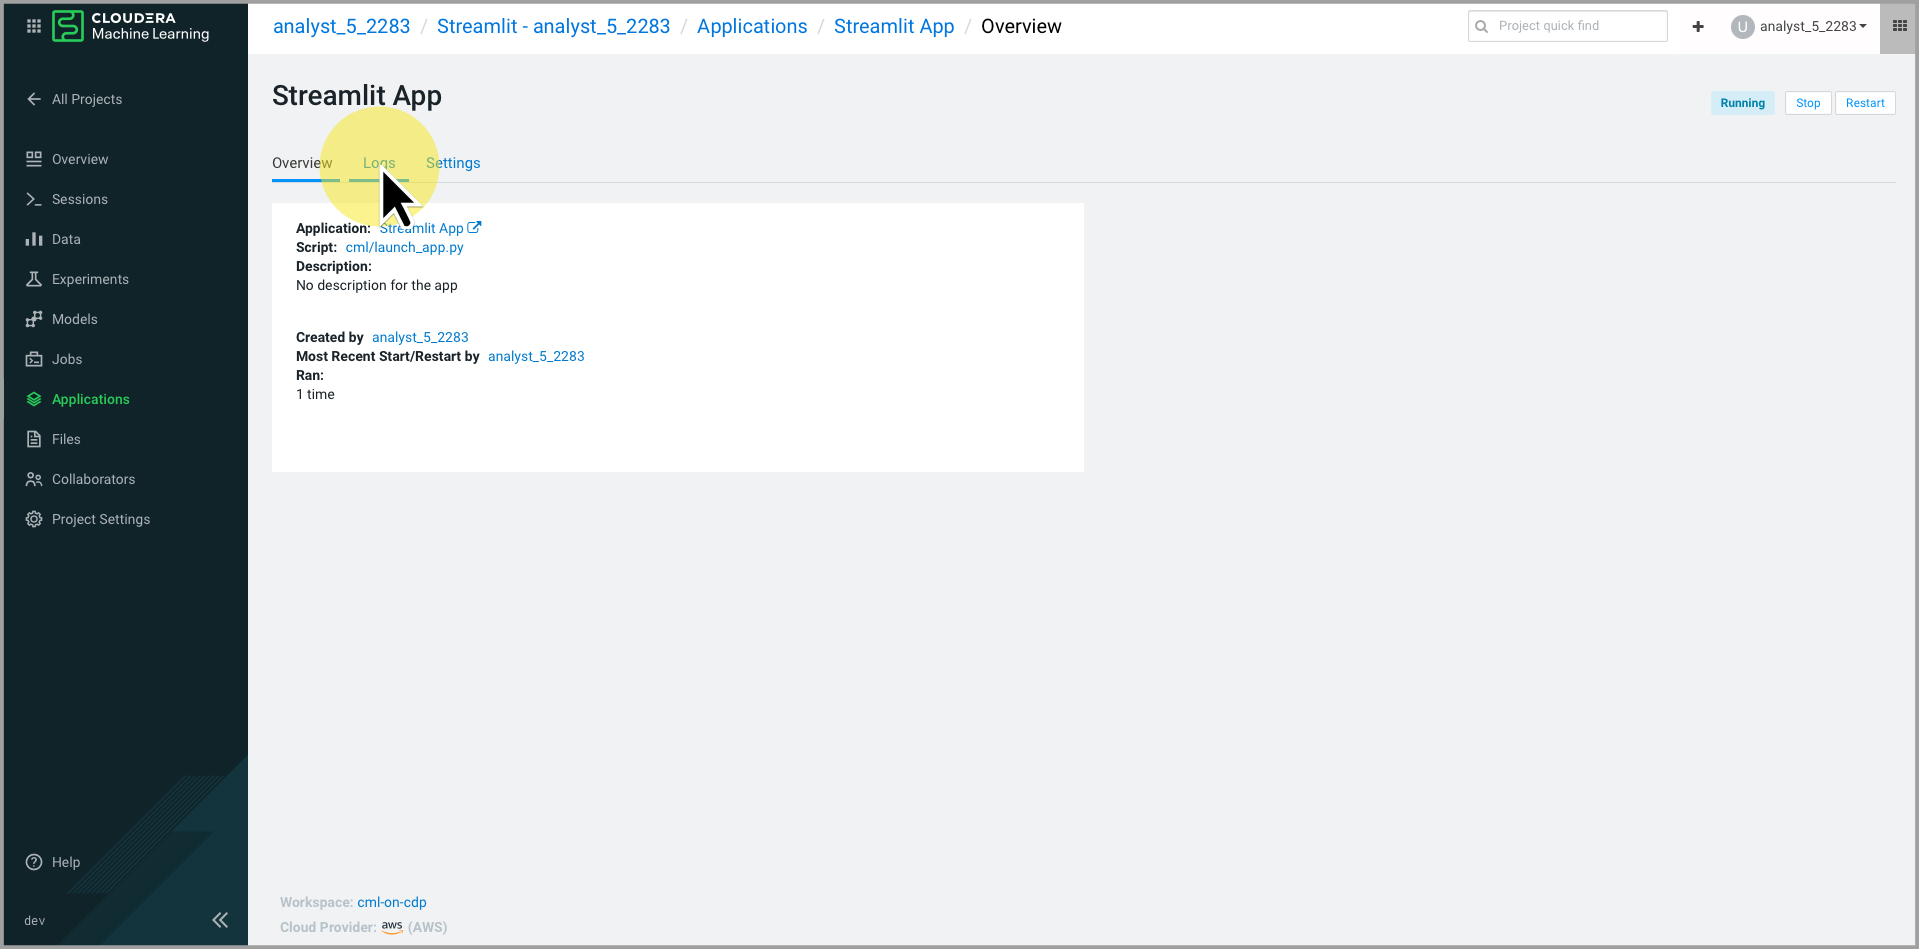 CLOUDERA
Machine Learning
analyst_5_2283 / Streamlit - analyst_5_2283 / Applications / Streamlit App / Overview
Project quick find
U analyst_5_2283
All Projects
Overview
Sessions
Data
Experiments
Models
Jobs
Applications
Files
Collaborators
Project Settings
Help
dev
Streamlit App
Running Stop Restart
Overview Logs Settings
Application: Streamlit App
Script: cml/launch_app.py
Description:
No description for the app
Created by analyst_5_2283
Most Recent Start/Restart by analyst_5_2283
Ran:
1 time
Workspace: cml-on-cdp
Cloud Provider: aws (AWS)